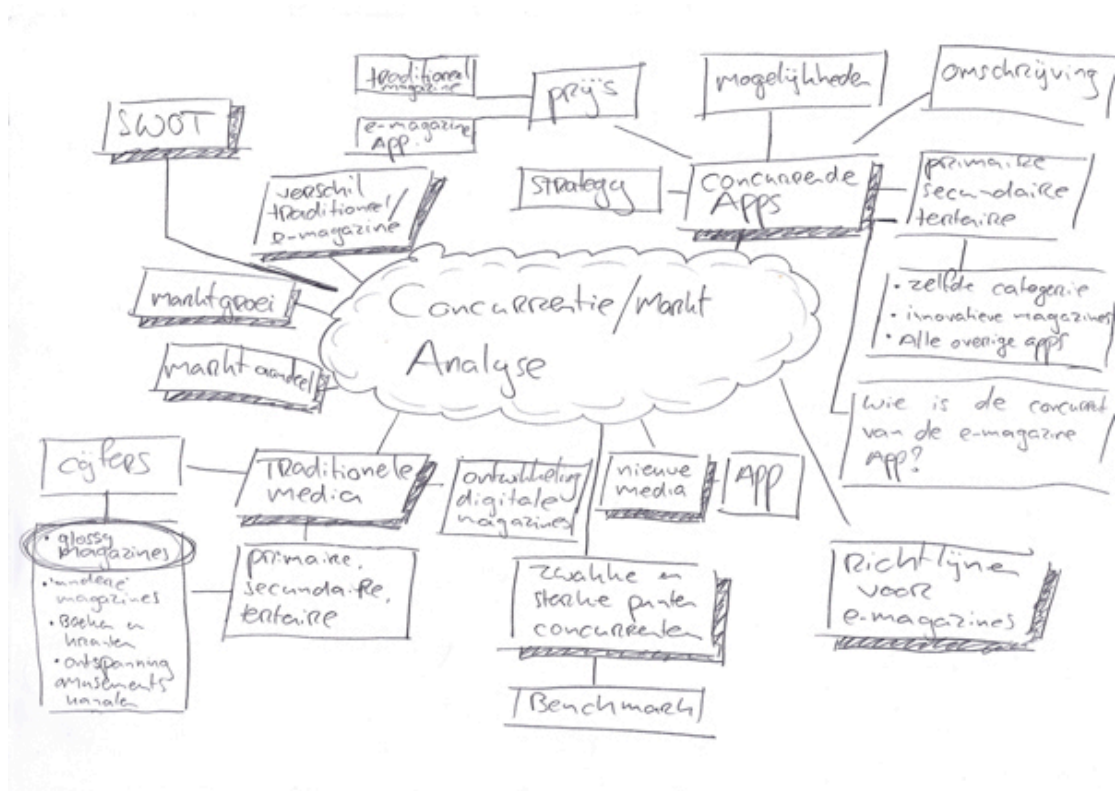 traditioneel
magazine
prijs
mogelijkheden
omschrijving
SWOT
e-magazine
App.
verschil
traditioneel/
e-magazine
strategy
concurrende
Apps
primaire
secundaire
tertaire
marktgroei
Concurrentie/Markt
Analyse
• zelfde categorie
• innovatieve magazines
• Alle overige apps
marktaandeel
wie is de concurrent
van de e-magazine
App?
cijfers
Traditionele
media
ontwikkeling
digitale
magazines
nieuwe
media
App
• glossy
magazines
• andere
magazines
• Boeken en
kranten
• ontspanning
amusements
kanalen
primaire,
secundaire,
tertaire
zwakke en
sterke punten
concurrenten
Richtlijnen
voor
e-magazines
Benchmark